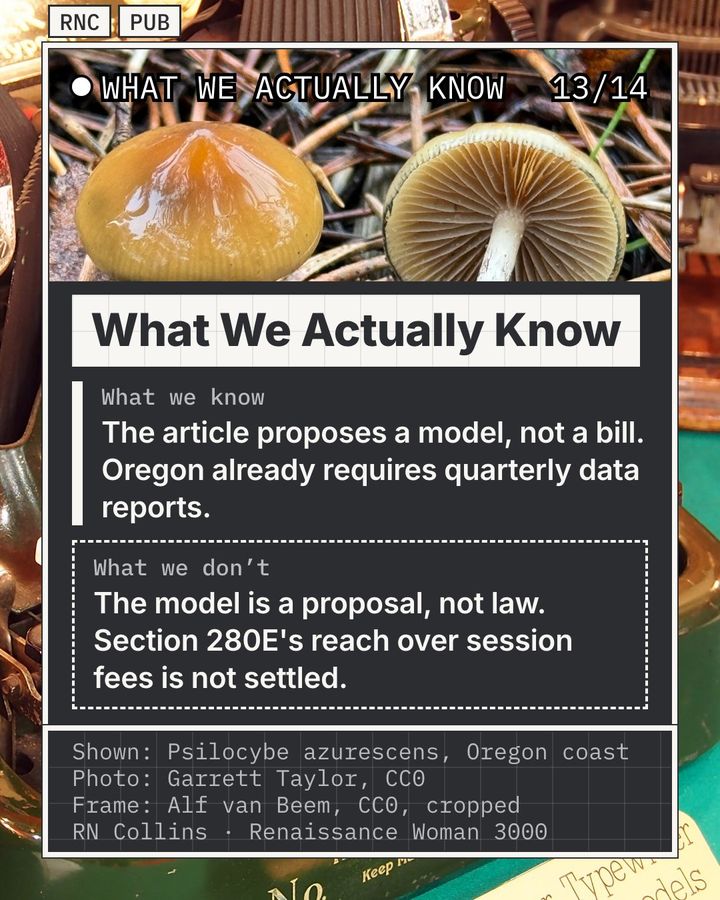 RNC PUB
WHAT WE ACTUALLY KNOW 13/14
What We Actually Know
What we know
The article proposes a model, not a bill.
Oregon already requires quarterly data
reports.
What we don’t
The model is a proposal, not law.
Section 280E's reach over session
fees is not settled.
Shown: Psilocybe azurescens, Oregon coast
Photo: Garrett Taylor, CC0
Frame: Alf van Beem, CC0, cropped
RN Collins · Renaissance Woman 3000
No.
Keep
Typewriter